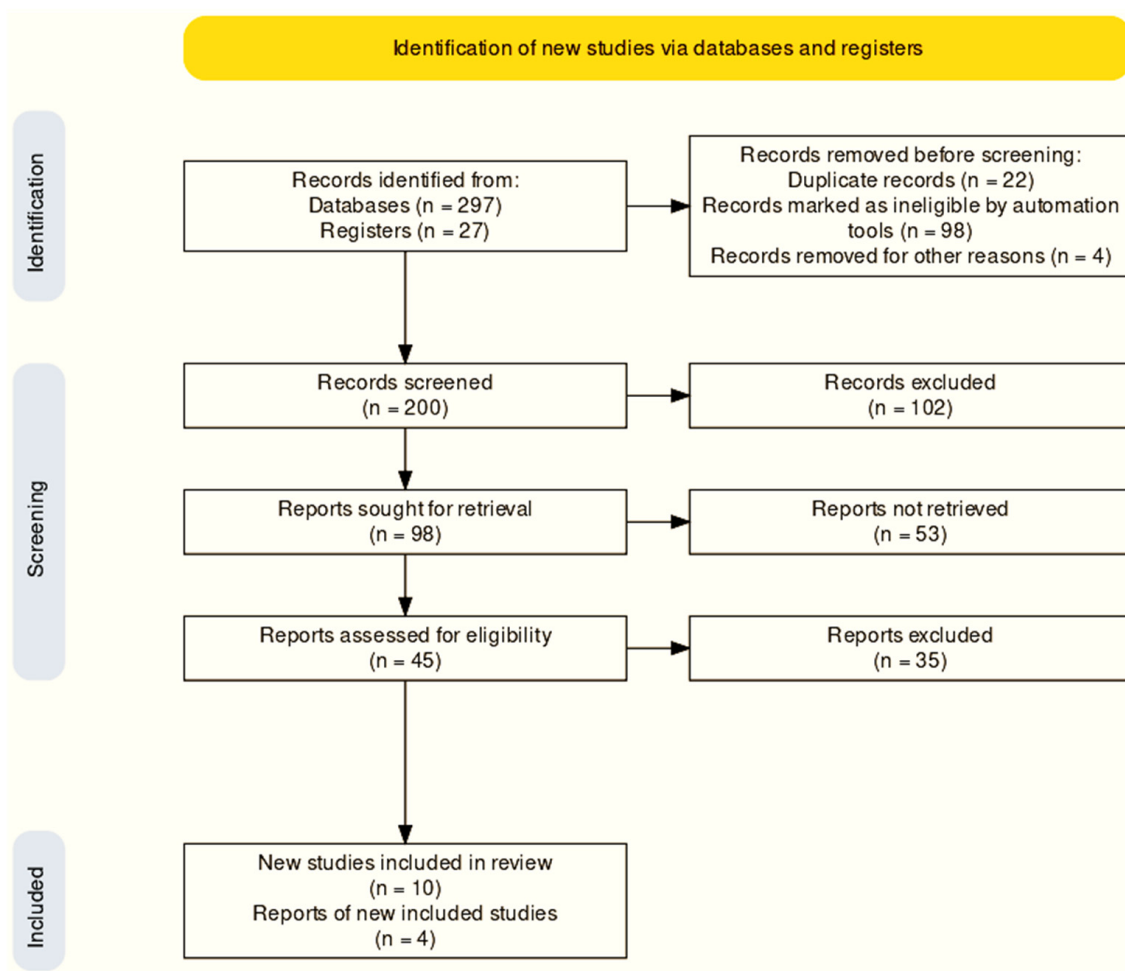 Identification of new studies via databases and registers
Identification
Records identified from:
Databases (n = 297)
Registers (n = 27)
Records removed before screening:
Duplicate records (n = 22)
Records marked as ineligible by automation
tools (n = 98)
Records removed for other reasons (n = 4)
Screening
Records screened
(n = 200)
Records excluded
(n = 102)
Reports sought for retrieval
(n = 98)
Reports not retrieved
(n = 53)
Reports assessed for eligibility
(n = 45)
Reports excluded
(n = 35)
Included
New studies included in review
(n = 10)
Reports of new included studies
(n = 4)